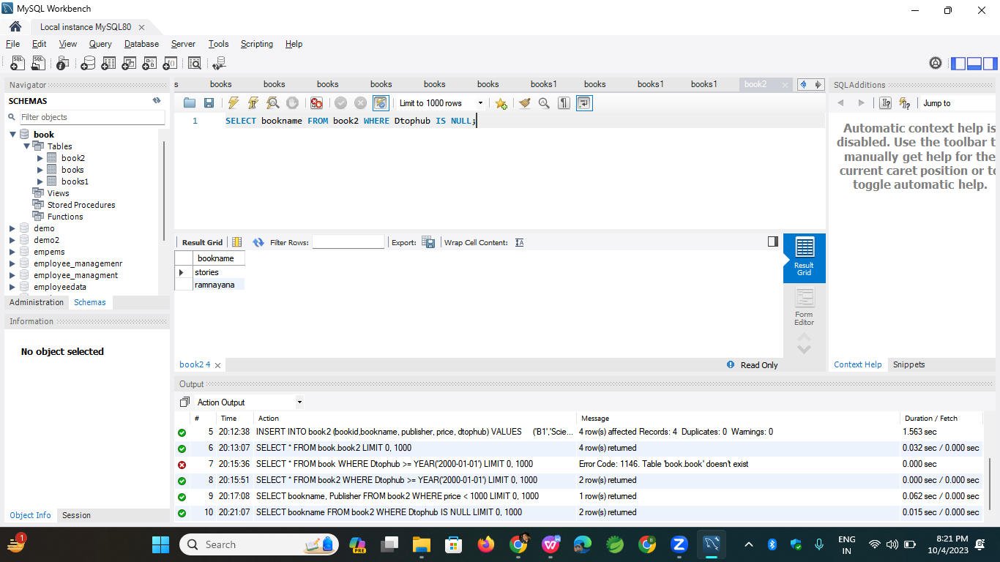 MySQL Workbench
Local instance MySQL80
File Edit View Query Database Server Tools Scripting Help
Navigator
SCHEMAS
Filter objects
book
Tables
book2
books
books1
Views
Stored Procedures
Functions
demo
demo2
empems
employee_managemenr
employee_managment
employeedata
Administration Schemas
Information
No object selected
Object Info Session
s books books books books books books books1 books books1 books1 book2
Limit to 1000 rows
1 SELECT bookname FROM book2 WHERE Dtophub IS NULL;
Result Grid Filter Rows: Export: Wrap Cell Content:
bookname
stories
ramnayana
Result
Grid
Form
Editor
book2 4
Read Only
SQLAdditions
Jump to
Automatic context help is
disabled. Use the toolbar t
manually get help for the
current caret position or to
toggle automatic help.
Context Help Snippets
Output
Action Output
# Time Action Message Duration / Fetch
5 20:12:38 INSERT INTO book2 (bookid,bookname, publisher, price, dtophub) VALUES ('B1','Scie... 4 row(s) affected Records: 4 Duplicates: 0 Warnings: 0 1.563 sec
6 20:13:07 SELECT * FROM book.book2 LIMIT 0, 1000 4 row(s) returned 0.032 sec / 0.000 sec
7 20:15:36 SELECT * FROM book WHERE Dtophub >= YEAR('2000-01-01') LIMIT 0, 1000 Error Code: 1146. Table 'book.book' doesn't exist 0.000 sec
8 20:15:51 SELECT * FROM book2 WHERE Dtophub >= YEAR('2000-01-01') LIMIT 0, 1000 2 row(s) returned 0.000 sec / 0.000 sec
9 20:17:08 SELECT bookname, Publisher FROM book2 WHERE price < 1000 LIMIT 0, 1000 1 row(s) returned 0.062 sec / 0.000 sec
10 20:21:07 SELECT bookname FROM book2 WHERE Dtophub IS NULL LIMIT 0, 1000 2 row(s) returned 0.015 sec / 0.000 sec
1
Search
PRE
ENG
IN
8:21 PM
10/4/2023